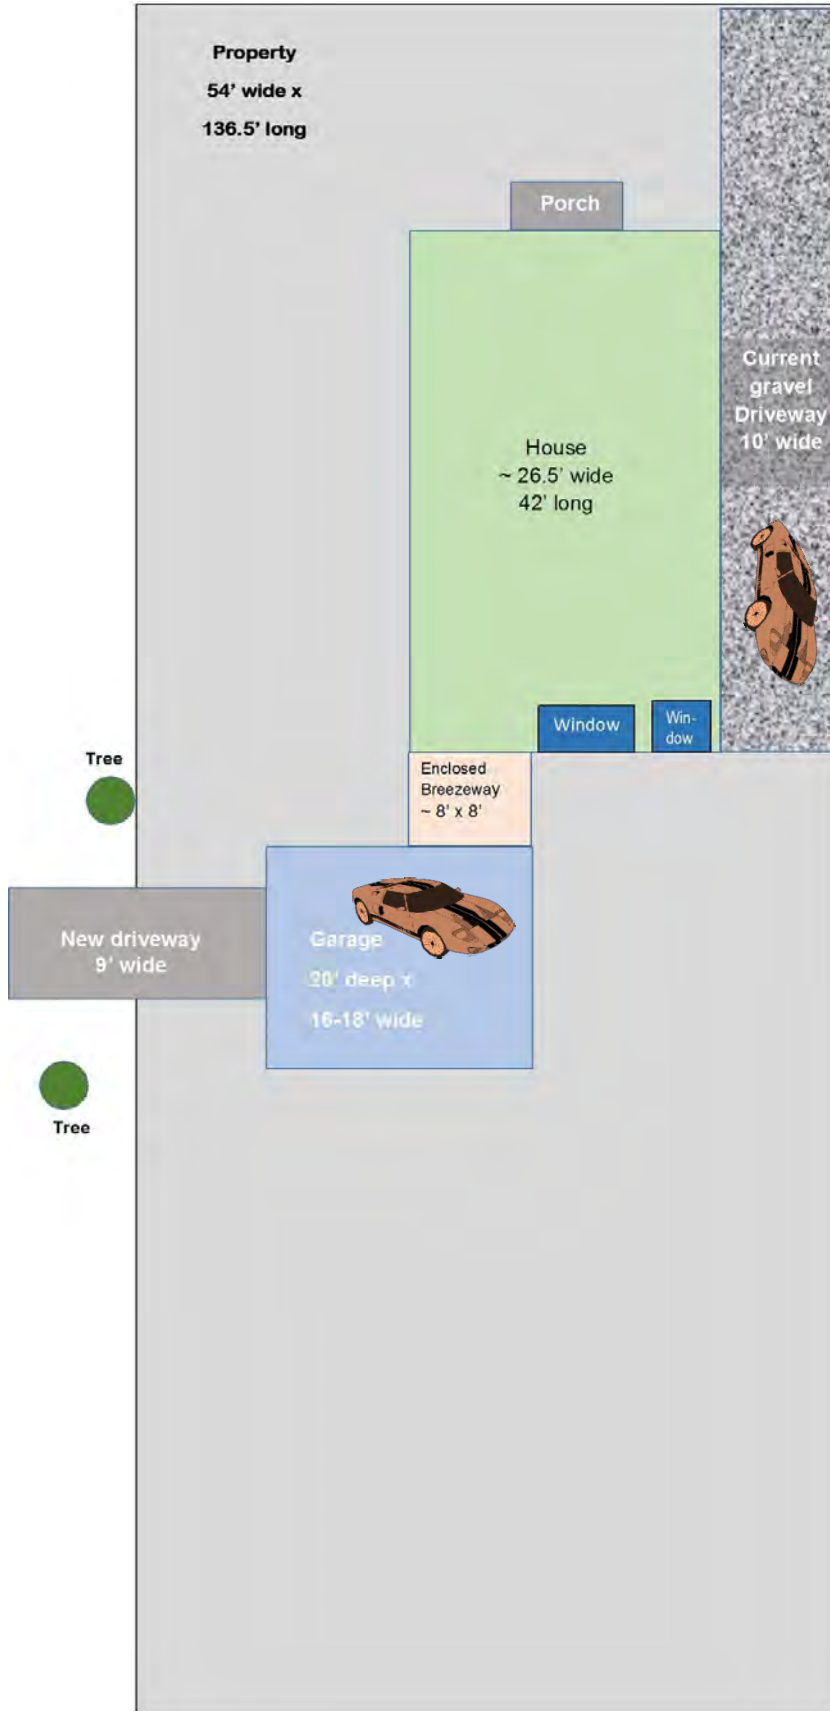 Property
54' wide x
136.5' long
Porch
Current
gravel
Driveway
10' wide
House
~ 26.5' wide
42' long
Window
Win-
dow
Tree
Enclosed
Breezeway
~ 8' x 8'
New driveway
9' wide
Garage
20' deep x
16-18' wide
Tree